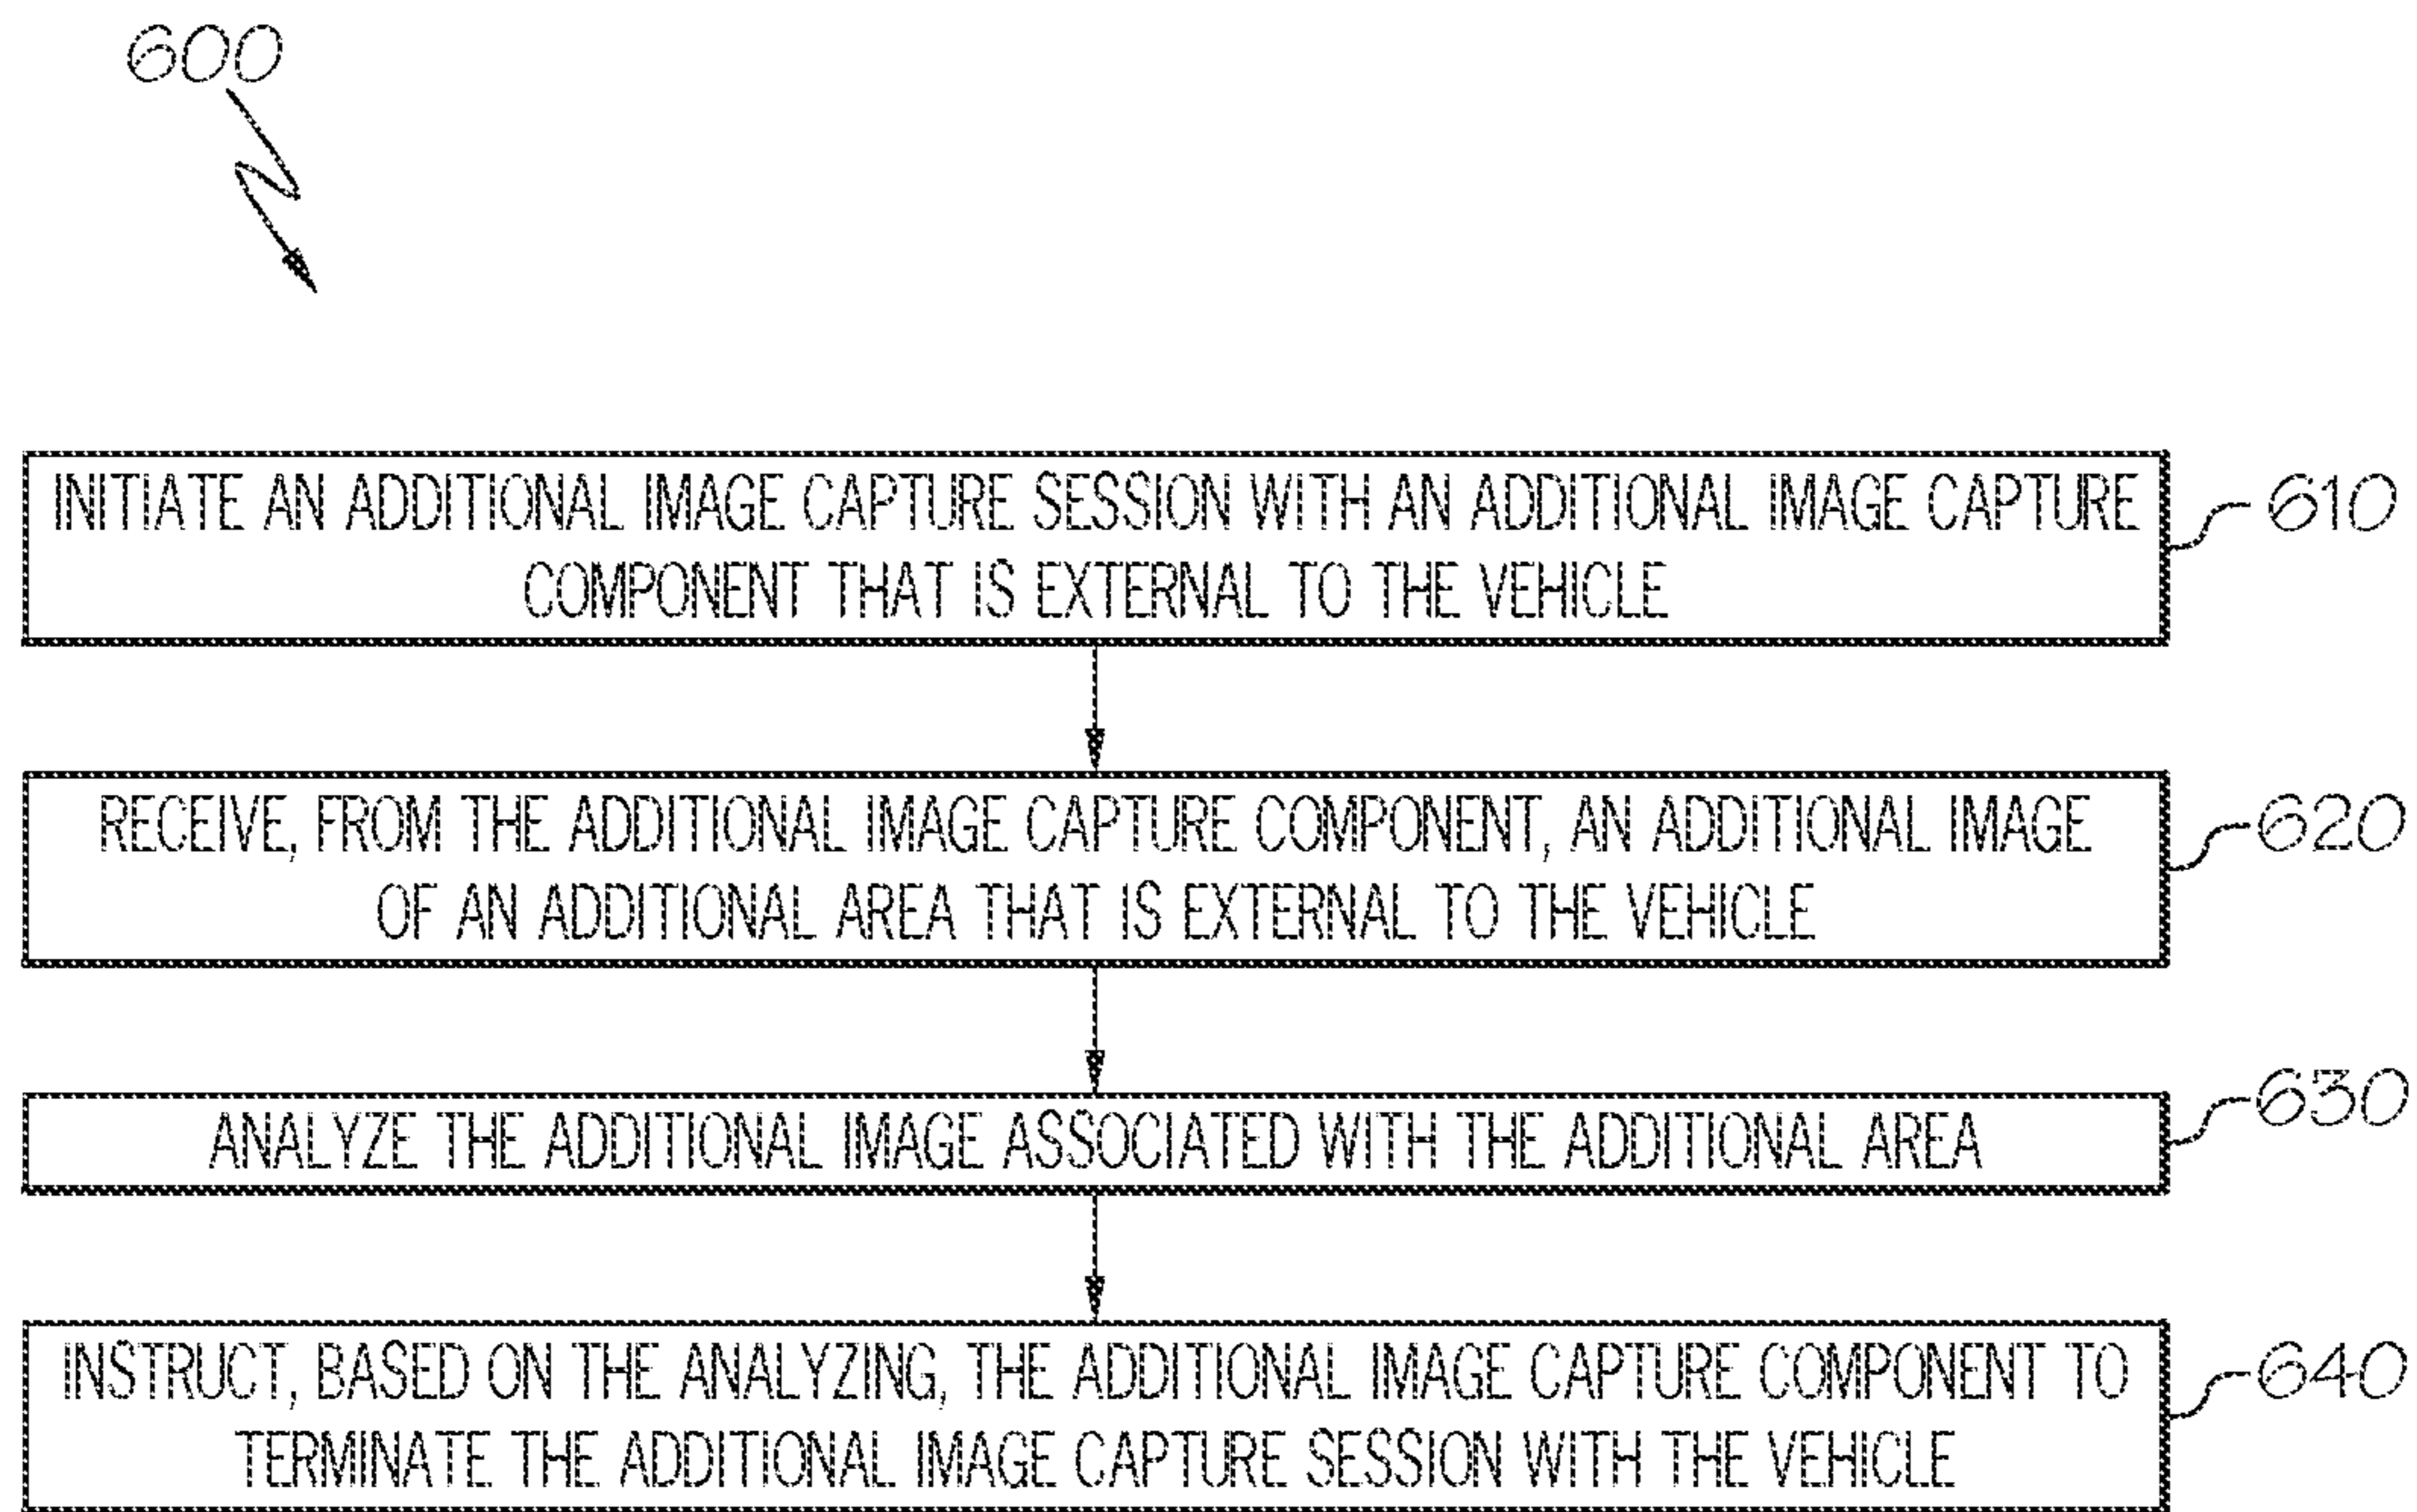 600
INITIATE AN ADDITIONAL IMAGE CAPTURE SESSION WITH AN ADDITIONAL IMAGE CAPTURE
COMPONENT THAT IS EXTERNAL TO THE VEHICLE
610
RECEIVE, FROM THE ADDITIONAL IMAGE CAPTURE COMPONENT, AN ADDITIONAL IMAGE
OF AN ADDITIONAL AREA THAT IS EXTERNAL TO THE VEHICLE
620
ANALYZE THE ADDITIONAL IMAGE ASSOCIATED WITH THE ADDITIONAL AREA
630
INSTRUCT, BASED ON THE ANALYZING, THE ADDITIONAL IMAGE CAPTURE COMPONENT TO
TERMINATE THE ADDITIONAL IMAGE CAPTURE SESSION WITH THE VEHICLE
640